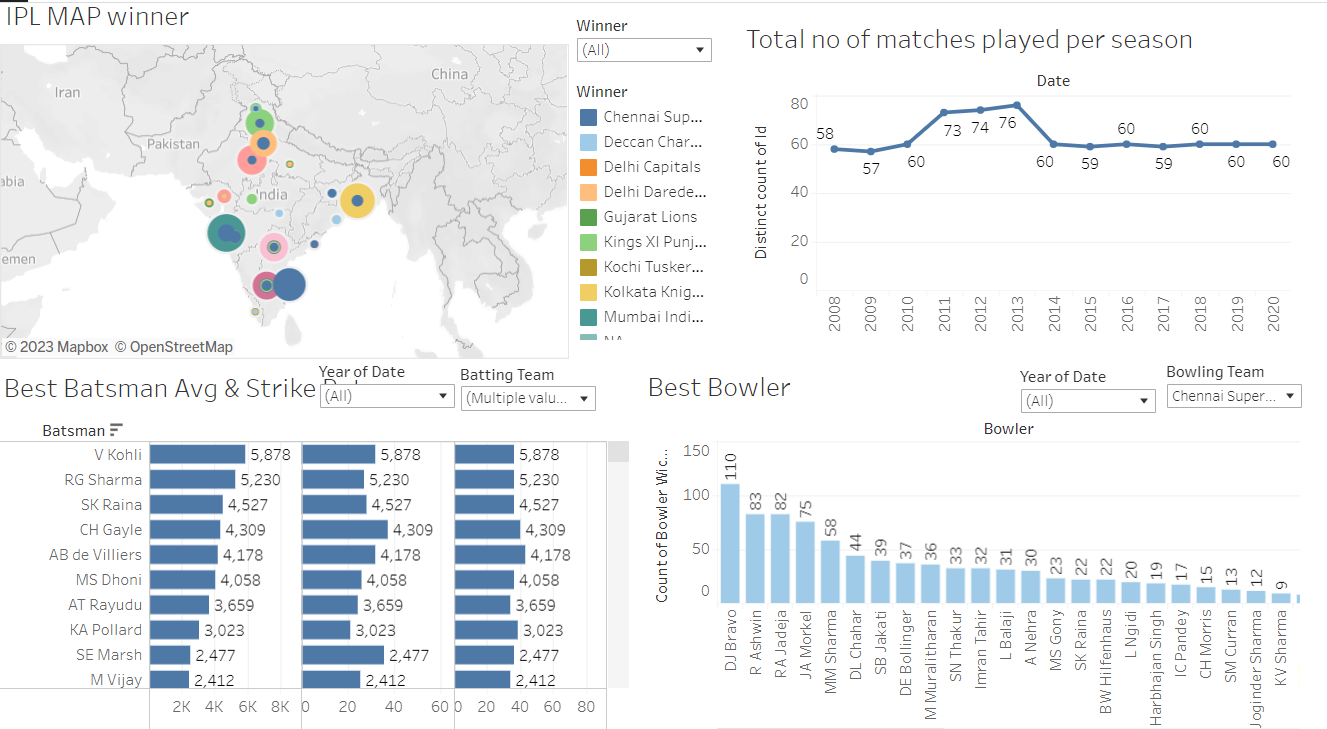 IPL MAP winner
Iran
China
Pakistan
India
abia
emen
© 2023 Mapbox © OpenStreetMap
Winner
(All)
Winner
Chennai Sup...
Deccan Char...
Delhi Capitals
Delhi Darede...
Gujarat Lions
Kings XI Punj...
Kochi Tusker...
Kolkata Knig...
Mumbai Indi...
Total no of matches played per season
Date
Distinct count of Id
80
60
40
20
0
58
57
60
73
74
76
60
59
60
59
60
60
60
2008
2009
2010
2011
2012
2013
2014
2015
2016
2017
2018
2019
2020
Best Batsman Avg & Strike
Year of Date
(All)
Batting Team
(Multiple valu...
Batsman
V Kohli 5,878 5,878 5,878
RG Sharma 5,230 5,230 5,230
SK Raina 4,527 4,527 4,527
CH Gayle 4,309 4,309 4,309
AB de Villiers 4,178 4,178 4,178
MS Dhoni 4,058 4,058 4,058
AT Rayudu 3,659 3,659 3,659
KA Pollard 3,023 3,023 3,023
SE Marsh 2,477 2,477 2,477
M Vijay 2,412 2,412 2,412
2K 4K 6K 8K 0 20 40 60 0 20 40 60 80
Best Bowler
Year of Date
(All)
Bowling Team
Chennai Super...
Bowler
Count of Bowler Wic...
150
100
50
0
110
83
82
75
58
44
39
37
36
33
32
31
30
23
22
22
20
19
17
15
13
12
9
DJ Bravo
R Ashwin
RA Jadeja
JA Morkel
MM Sharma
DL Chahar
SB Jakati
DE Bollinger
M Muralitharan
SN Thakur
Imran Tahir
L Balaji
A Nehra
MS Gony
SK Raina
BW Hilfenhaus
L Ngidi
Harbhajan Singh
IC Pandey
CH Morris
SM Curran
Joginder Sharma
KV Sharma